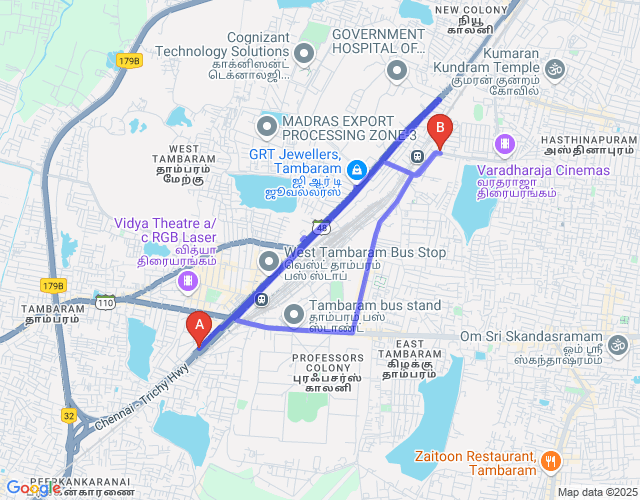 NEW COLONY
நியூ
காலனி
Cognizant
Technology Solutions
காக்னிஸன்ட்
டெக்னாலஜி...
GOVERNMENT
HOSPITAL OF...
Kumaran
Kundram Temple
குமரன் குன்றம்
கோவில்
179B
MADRAS EXPORT
PROCESSING ZONE-3
B
HASTHINAPURAM
அஸ்தினாபுரம்
WEST
TAMBARAM
தாம்பரம்
மேற்கு
GRT Jewellers,
Tambaram
ஜி ஆர் டி
ஜூவல்லர்ஸ்
Varadharaja Cinemas
வரதராஜா
திரையரங்கம்
Vidya Theatre a/
c RGB Laser
வித்யா
திரையரங்கம்
48
West Tambaram Bus Stop
வெஸ்ட் தாம்பரம்
பஸ் ஸ்டாப்
179B
110
TAMBARAM
தாம்பரம்
A
Tambaram bus stand
தாம்பரம் பஸ்
ஸ்டாண்ட்
Om Sri Skandasramam
ஓம் ஸ்ரீ
ஸ்கந்தாஷ்ரமம்
EAST
TAMBARAM
கிழக்கு
தாம்பரம்
PROFESSORS
COLONY
புரஃபசர்ஸ்
காலனி
Chennai - Trichy Hwy
32
Zaitoon Restaurant,
Tambaram
PEERKANKARANAI
Google
Map data ©2025